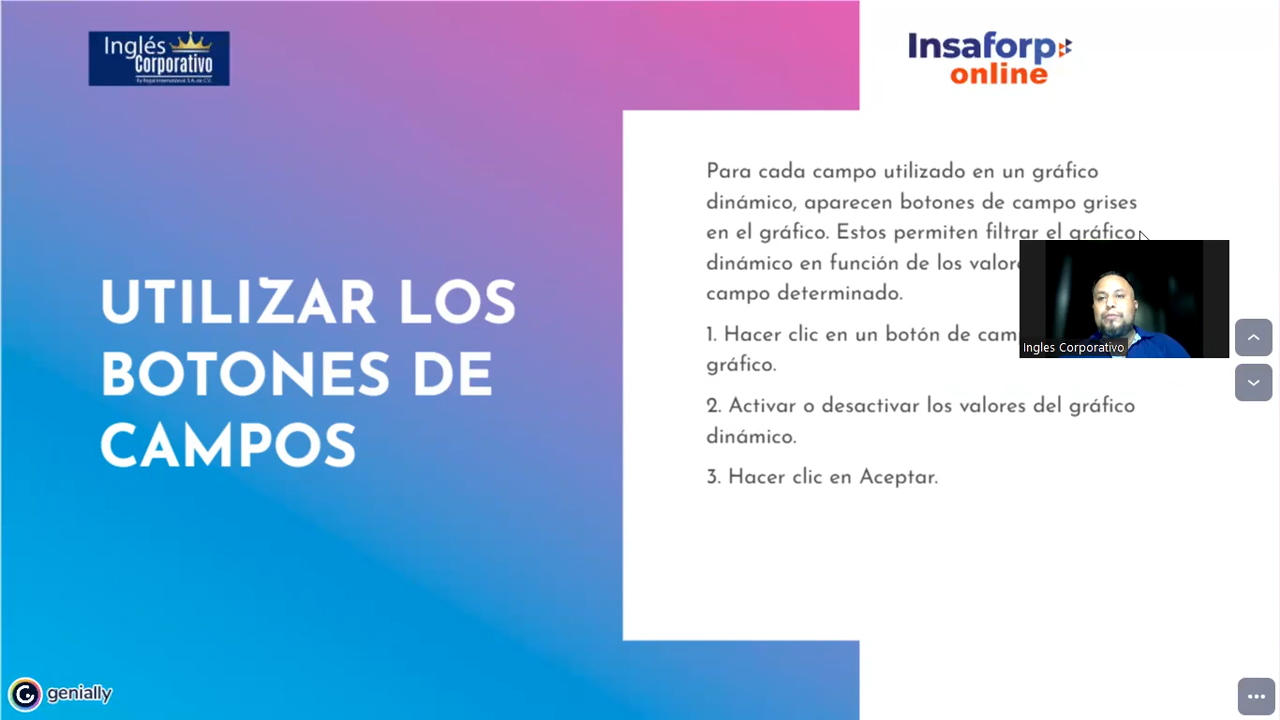 Inglés
Corporativo
Insaforp
online
UTILIZAR LOS
BOTONES DE
CAMPOS
Para cada campo utilizado en un gráfico
dinámico, aparecen botones de campo grises
en el gráfico. Estos permiten filtrar el gráfico
dinámico en función de los
campo determinado.
1. Hacer clic en un botón de
gráfico.
2. Activar o desactivar los valores del gráfico
dinámico.
3. Hacer clic en Aceptar.
Ingles Corporativo
genially